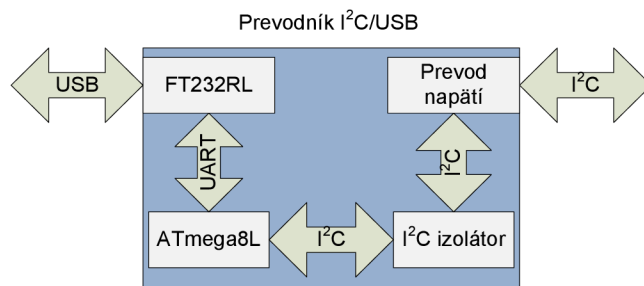 Prevodník I²C/USB
USB
FT232RL
Prevod
napätí
I²C
UART
I²C
ATmega8L
I²C
I²C izolátor